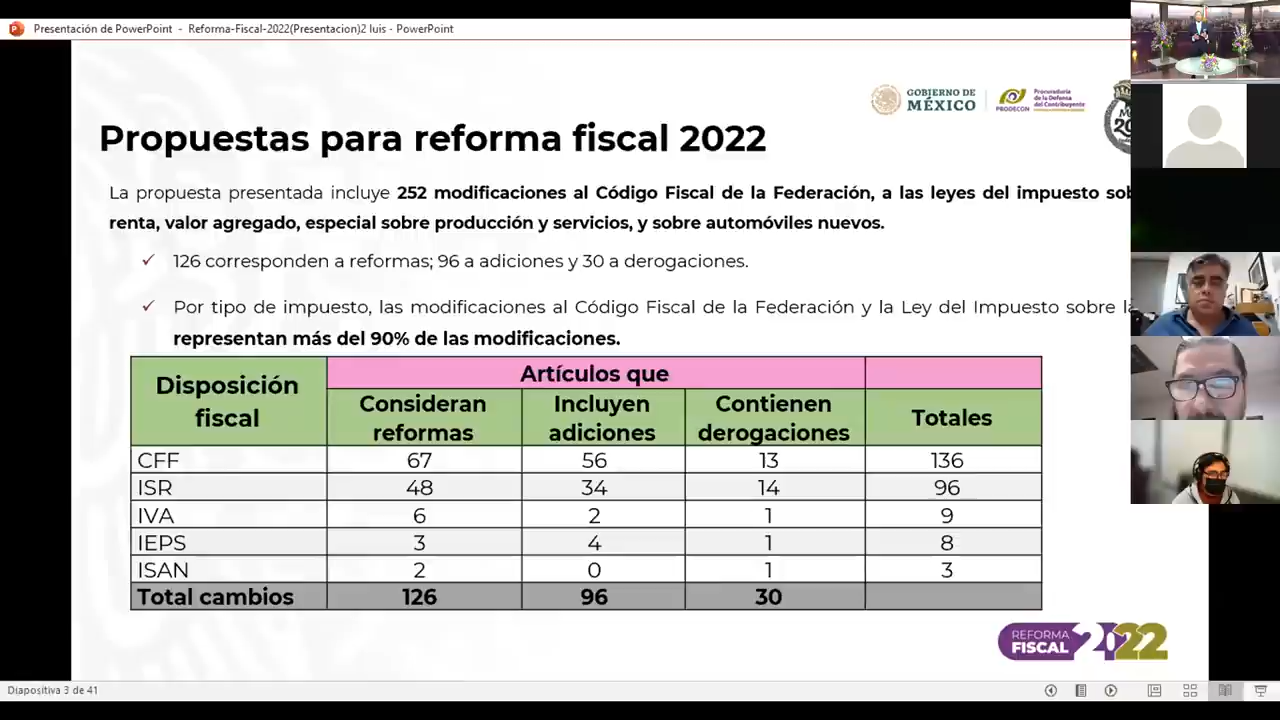 Presentación de PowerPoint - Reforma-Fiscal-2022(Presentacion)2 luis - PowerPoint
GOBIERNO DE
MÉXICO
PRODECON
Procuraduría
de la Defensa
del Contribuyente
Propuestas para reforma fiscal 2022
La propuesta presentada incluye 252 modificaciones al Código Fiscal de la Federación, a las leyes del impuesto
renta, valor agregado, especial sobre producción y servicios, y sobre automóviles nuevos.
✓ 126 corresponden a reformas; 96 a adiciones y 30 a derogaciones.
✓ Por tipo de impuesto, las modificaciones al Código Fiscal de la Federación y la Ley del Impuesto sobre
representan más del 90% de las modificaciones.
Disposición fiscal Artículos que
Consideran reformas Incluyen adiciones Contienen derogaciones Totales
CFF 67 56 13 136
ISR 48 34 14 96
IVA 6 2 1 9
IEPS 3 4 1 8
ISAN 2 0 1 3
Total cambios 126 96 30
REFORMA
FISCAL 2022
Diapositiva 3 de 41